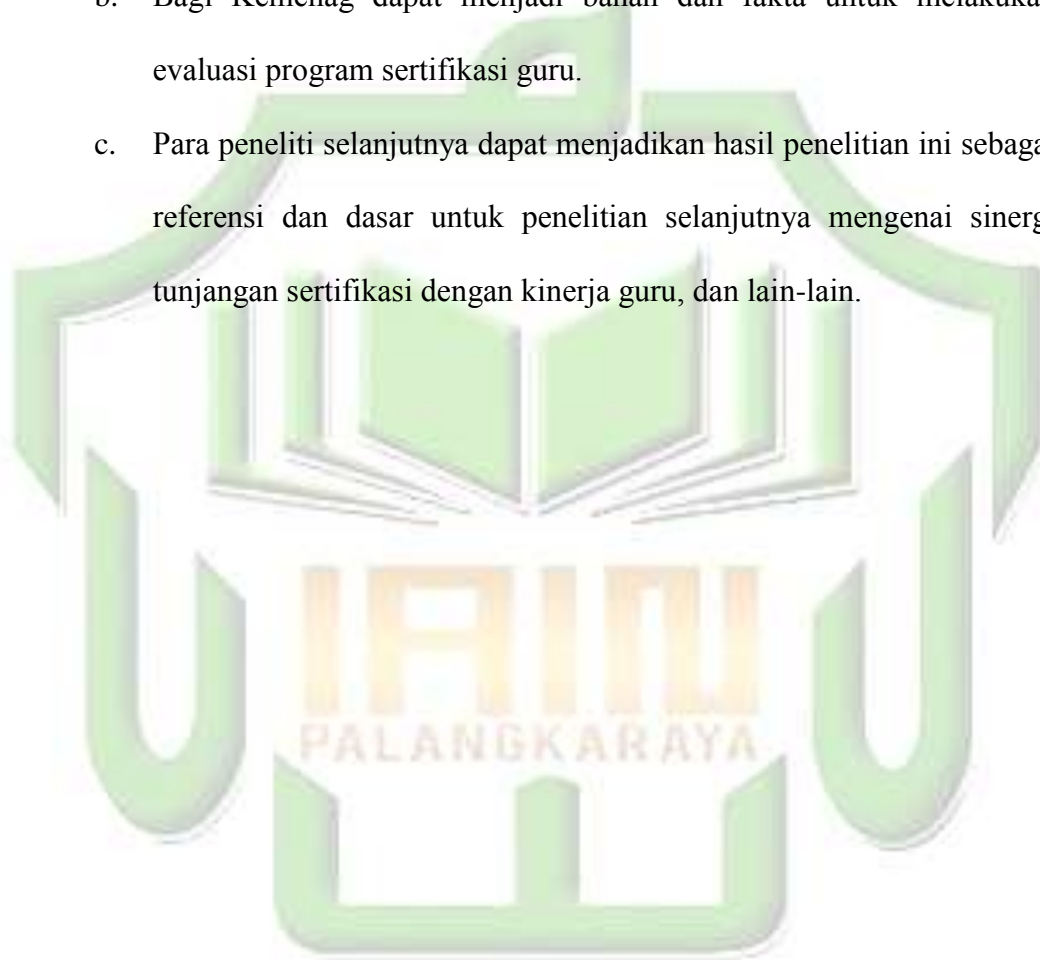 b. Bagi Kemenag dapat menjadi bahan dan fakta untuk melakuka
evaluasi program sertifikasi guru.
c. Para peneliti selanjutnya dapat menjadikan hasil penelitian ini sebaga
referensi dan dasar untuk penelitian selanjutnya mengenai sinerg
tunjangan sertifikasi dengan kinerja guru, dan lain-lain.
IAIN
PALANGKARAYA